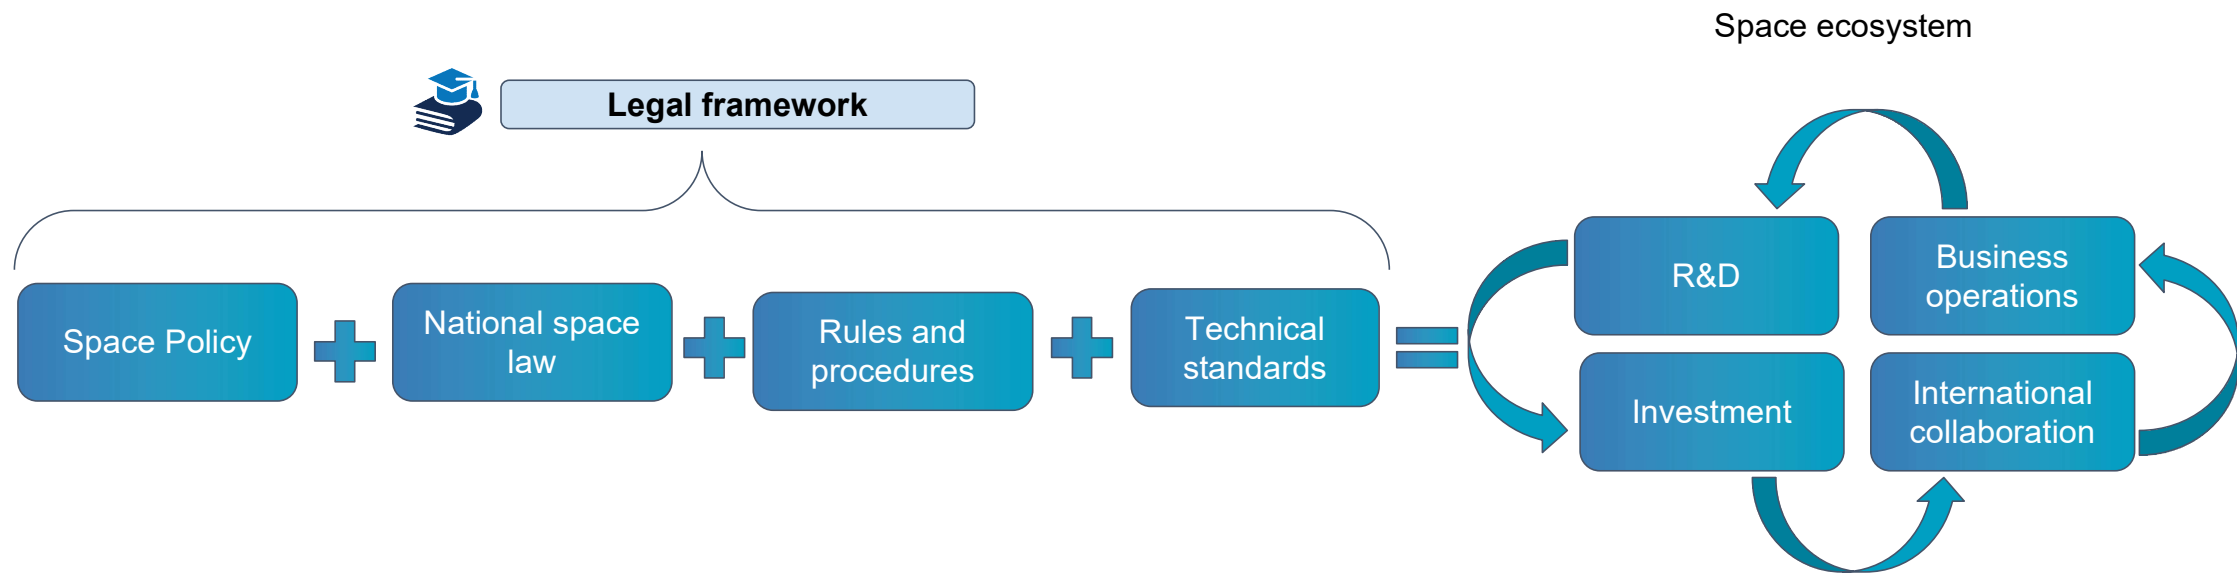 Space ecosystem
Legal framework
Space Policy
National space
law
Rules and
procedures
Technical
standards
R&D
Business
operations
Investment
International
collaboration